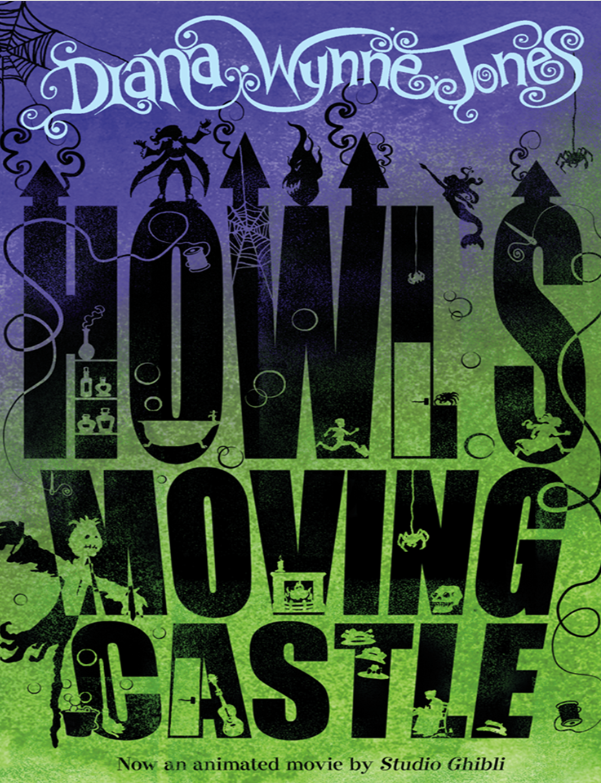 Diana Wynne Jones
HOWL'S
MOVING
CASTLE
Now an animated movie by Studio Ghibli